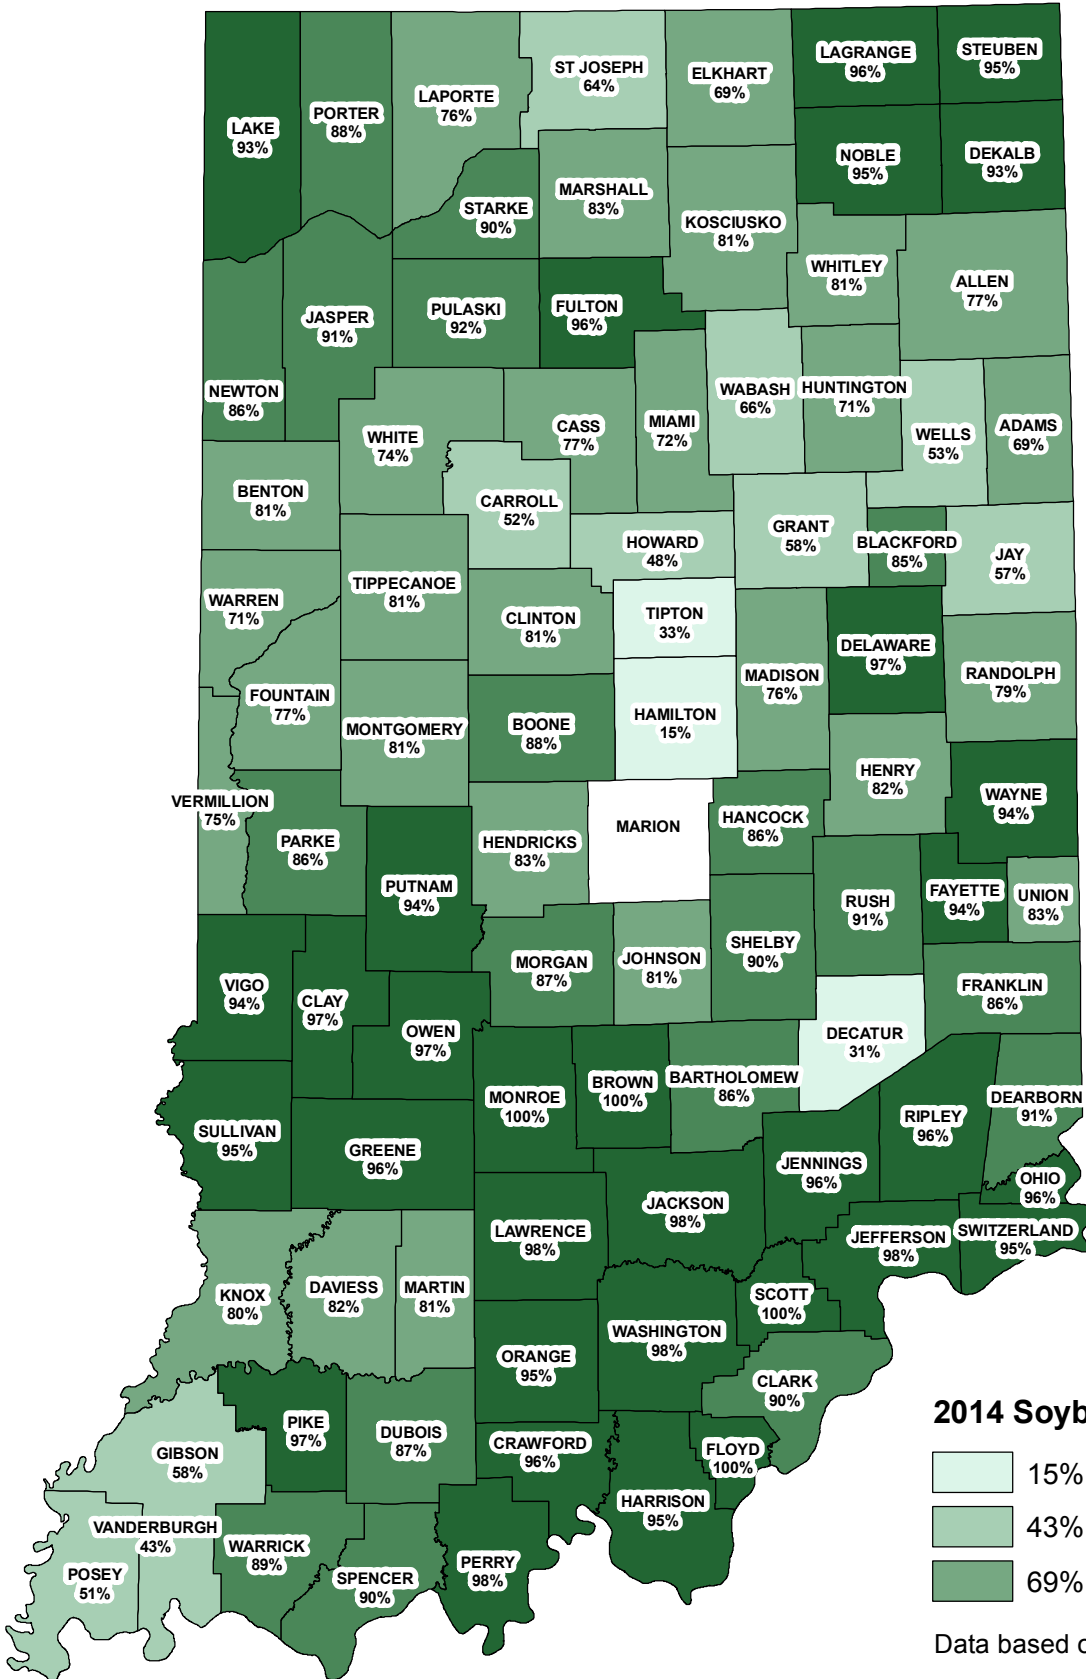 LAGRANGE
96%
STEUBEN
95%
ST JOSEPH
64%
ELKHART
69%
LAPORTE
76%
PORTER
88%
LAKE
93%
NOBLE
95%
DEKALB
93%
MARSHALL
83%
STARKE
90%
KOSCIUSKO
81%
WHITLEY
81%
ALLEN
77%
JASPER
91%
PULASKI
92%
FULTON
96%
NEWTON
86%
WABASH
66%
HUNTINGTON
71%
WHITE
74%
CASS
77%
MIAMI
72%
WELLS
53%
ADAMS
69%
BENTON
81%
CARROLL
52%
GRANT
58%
HOWARD
48%
BLACKFORD
85%
JAY
57%
WARREN
71%
TIPPECANOE
81%
CLINTON
81%
TIPTON
33%
DELAWARE
97%
MADISON
76%
RANDOLPH
79%
FOUNTAIN
77%
MONTGOMERY
81%
BOONE
88%
HAMILTON
15%
HENRY
82%
WAYNE
94%
VERMILLION
75%
PARKE
86%
HENDRICKS
83%
MARION
HANCOCK
86%
PUTNAM
94%
RUSH
91%
FAYETTE
94%
UNION
83%
SHELBY
90%
MORGAN
87%
JOHNSON
81%
VIGO
94%
CLAY
97%
FRANKLIN
86%
OWEN
97%
DECATUR
31%
MONROE
100%
BROWN
100%
BARTHOLOMEW
86%
DEARBORN
91%
RIPLEY
96%
SULLIVAN
95%
GREENE
96%
JENNINGS
96%
OHIO
96%
JACKSON
98%
LAWRENCE
98%
JEFFERSON
98%
SWITZERLAND
95%
KNOX
80%
DAVIESS
82%
MARTIN
81%
SCOTT
100%
WASHINGTON
98%
ORANGE
95%
CLARK
90%
PIKE
97%
DUBOIS
87%
GIBSON
58%
CRAWFORD
96%
FLOYD
100%
HARRISON
95%
VANDERBURGH
43%
WARRICK
89%
PERRY
98%
POSEY
51%
SPENCER
90%
2014 Soyb
15%
43%
69%
Data based o